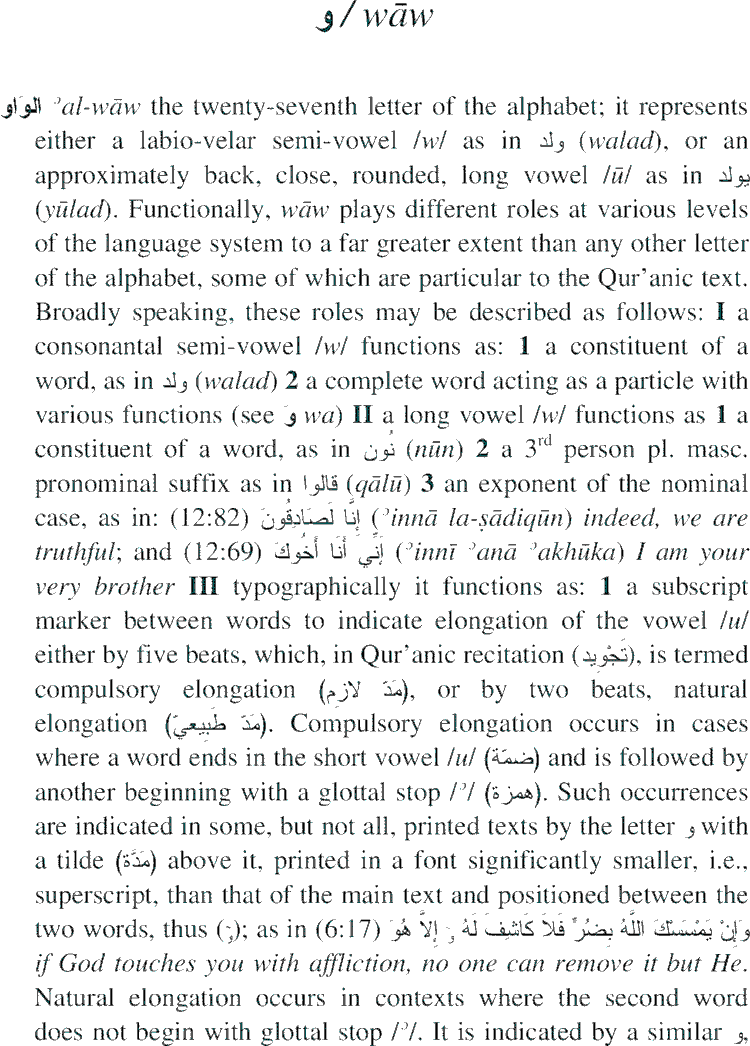 و / wāw
الوَاو ʾal-wāw the twenty-seventh letter of the alphabet; it represents
either a labio-velar semi-vowel /w/ as in ولد (walad), or an
approximately back, close, rounded, long vowel /ū/ as in يولد
(yūlad). Functionally, wāw plays different roles at various levels
of the language system to a far greater extent than any other letter
of the alphabet, some of which are particular to the Qur'anic text.
Broadly speaking, these roles may be described as follows: I a
consonantal semi-vowel /w/ functions as: 1 a constituent of a
word, as in ولد (walad) 2 a complete word acting as a particle with
various functions (see وَ wa) II a long vowel /w/ functions as 1 a
constituent of a word, as in نُون (nūn) 2 a 3rd person pl. masc.
pronominal suffix as in قالوا (qālū) 3 an exponent of the nominal
case, as in: (12:82) إِنَّا لَصَادِقُونَ (ʾinnā la-ṣādiqūn) indeed, we are
truthful; and (12:69) إَنِّي أَنَا أَخُوكَ (ʾinnī ʾanā ʾakhūka) I am your
very brother III typographically it functions as: 1 a subscript
marker between words to indicate elongation of the vowel /u/
either by five beats, which, in Qur'anic recitation (تَجْوِيد), is termed
compulsory elongation (مَدّ لازِم), or by two beats, natural
elongation (مَدّ طَبِيعيّ). Compulsory elongation occurs in cases
where a word ends in the short vowel /u/ (ضمّة) and is followed by
another beginning with a glottal stop /ʾ/ (همزة). Such occurrences
are indicated in some, but not all, printed texts by the letter و with
a tilde (مَدَّة) above it, printed in a font significantly smaller, i.e.,
superscript, than that of the main text and positioned between the
two words, thus (وۤ); as in (6:17) وَإِنْ يَمْسَسْكَ اللَّهُ بِضُرٍّ فَلاَ كَاشِفَ لَهُ وۤ إِلاَّ هُوَ
if God touches you with affliction, no one can remove it but He.
Natural elongation occurs in contexts where the second word
does not begin with glottal stop /ʾ/. It is indicated by a similar و,